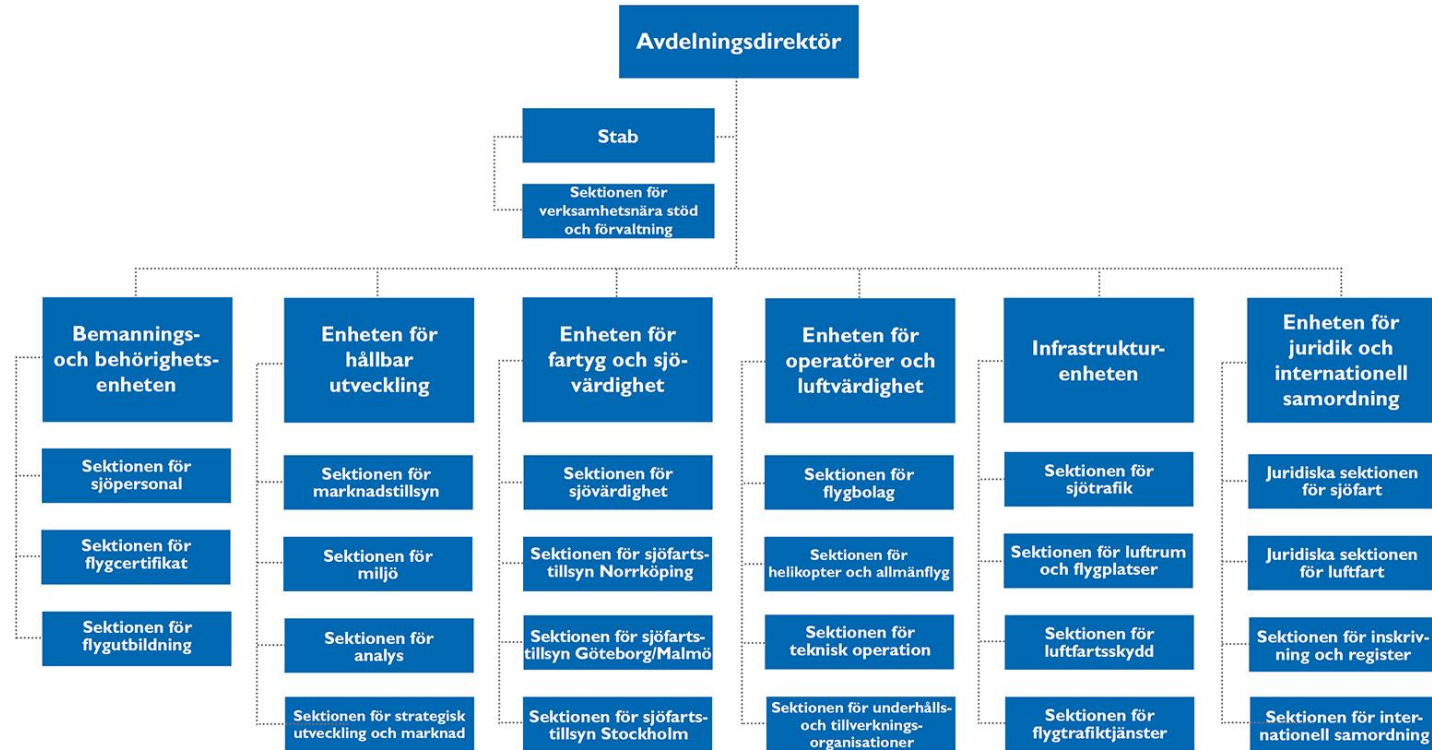 Avdelningsdirektör
Stab
Sektionen för
verksamhetsnära stöd
och förvaltning
Bemannings-
och behörighets-
enheten
Sektionen för
sjöpersonal
Sektionen för
flygcertifikat
Sektionen för
flygutbildning
Enheten för
hållbar
utveckling
Sektionen för
marknadstillsyn
Sektionen för
miljö
Sektionen för
analys
Sektionen för strategisk
utveckling och marknad
Enheten för
fartyg och sjö-
värdighet
Sektionen för
sjövärdighet
Sektionen för sjöfarts-
tillsyn Norrköping
Sektionen för sjöfarts-
tillsyn Göteborg/Malmö
Sektionen för sjöfarts-
tillsyn Stockholm
Enheten för
operatörer och
luftvärdighet
Sektionen för
flygbolag
Sektionen för
helikopter och allmänflyg
Sektionen för
teknisk operation
Sektionen för underhålls-
och tillverknings-
organisationer
Infrastruktur-
enheten
Sektionen för
sjötrafik
Sektionen för luftrum
och flygplatser
Sektionen för
luftfartsskydd
Sektionen för
flygtrafiktjänster
Enheten för
juridik och
internationell
samordning
Juridiska sektionen
för sjöfart
Juridiska sektionen
för luftfart
Sektionen för inskriv-
ning och register
Sektionen för inter-
nationell samordning